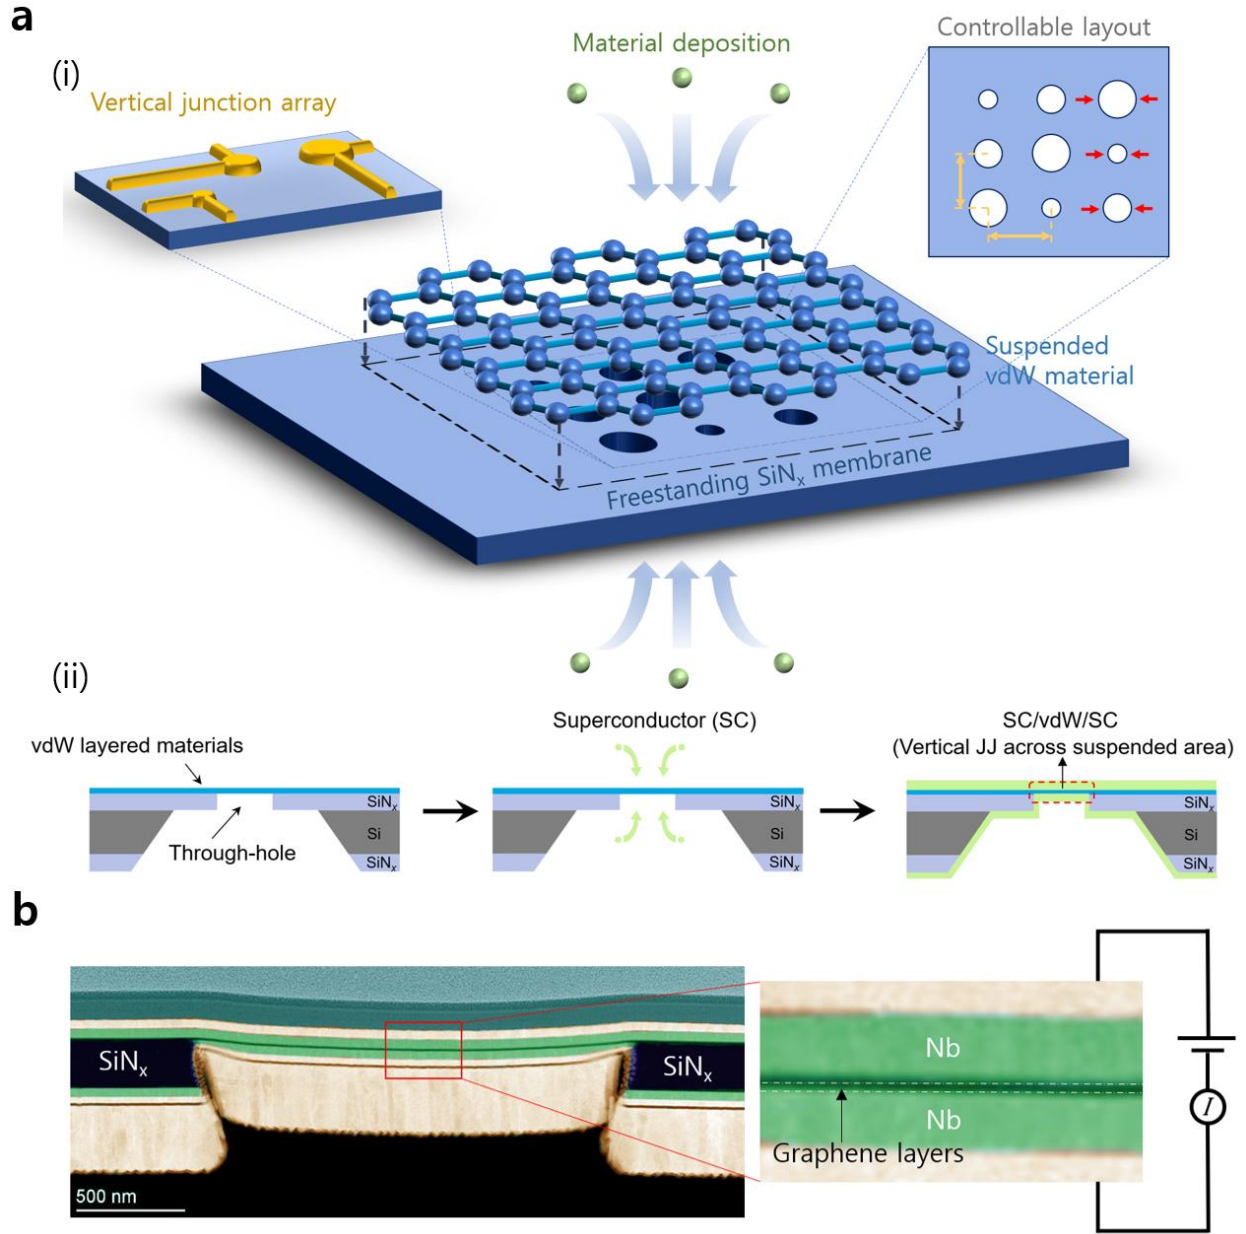 a
(i)
Material deposition
Controllable layout
Vertical junction array
Suspended
vdW material
Freestanding SiNₓ membrane
(ii)
vdW layered materials
SiNₓ
Si
Through-hole
SiNₓ
Superconductor (SC)
SiNₓ
Si
SiNₓ
SC/vdW/SC
(Vertical JJ across suspended area)
SiNₓ
Si
SiNₓ
b
SiNₓ
SiNₓ
500 nm
Nb
Nb
Graphene layers
I